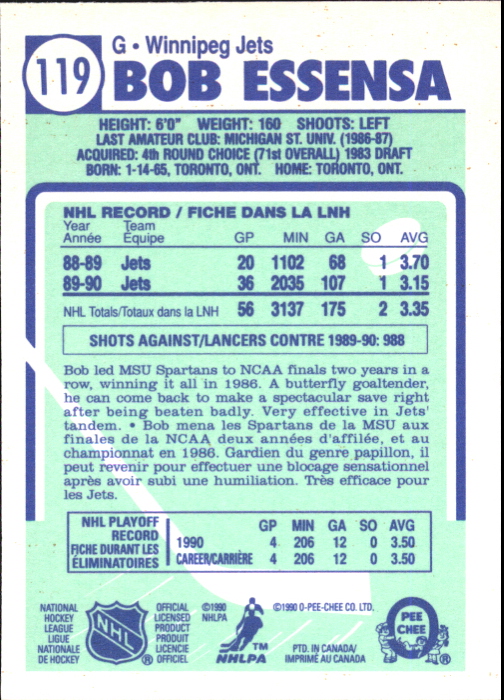 119
G • Winnipeg Jets
BOB ESSENSA
HEIGHT: 6'0" WEIGHT: 160 SHOOTS: LEFT
LAST AMATEUR CLUB: MICHIGAN ST. UNIV. (1986-87)
ACQUIRED: 4th ROUND CHOICE (71st OVERALL) 1983 DRAFT
BORN: 1-14-65, TORONTO, ONT. HOME: TORONTO, ONT.
NHL RECORD / FICHE DANS LA LNH
Year Team
Année Équipe GP MIN GA SO AVG
88-89 Jets 20 1102 68 1 3.70
89-90 Jets 36 2035 107 1 3.15
NHL Totals/Totaux dans la LNH 56 3137 175 2 3.35
SHOTS AGAINST/LANCERS CONTRE 1989-90: 988
Bob led MSU Spartans to NCAA finals two years in a
row, winning it all in 1986. A butterfly goaltender,
he can come back to make a spectacular save right
after being beaten badly. Very effective in Jets'
tandem. • Bob mena les Spartans de la MSU aux
finales de la NCAA deux années d'affilée, et au
championnat en 1986. Gardien du genre papillon, il
peut revenir pour effectuer une blocage sensationnel
après avoir subi une humiliation. Très efficace pour
les Jets.
NHL PLAYOFF
RECORD
FICHE DURANT LES
ÉLIMINATOIRES
GP MIN GA SO AVG
1990 4 206 12 0 3.50
CAREER/CARRIÈRE 4 206 12 0 3.50
NATIONAL
HOCKEY
LEAGUE
LIGUE
NATIONALE
DE HOCKEY
NHL ®
OFFICIAL
LICENSED
PRODUCT
PRODUIT
LICENCIE
OFFICIEL
©1990
NHLPA
TM
NHLPA
©1990 O-PEE-CHEE CO. LTD.
PTD. IN CANADA/
IMPRIMÉ AU CANADA
O
PEE
CHEE
®